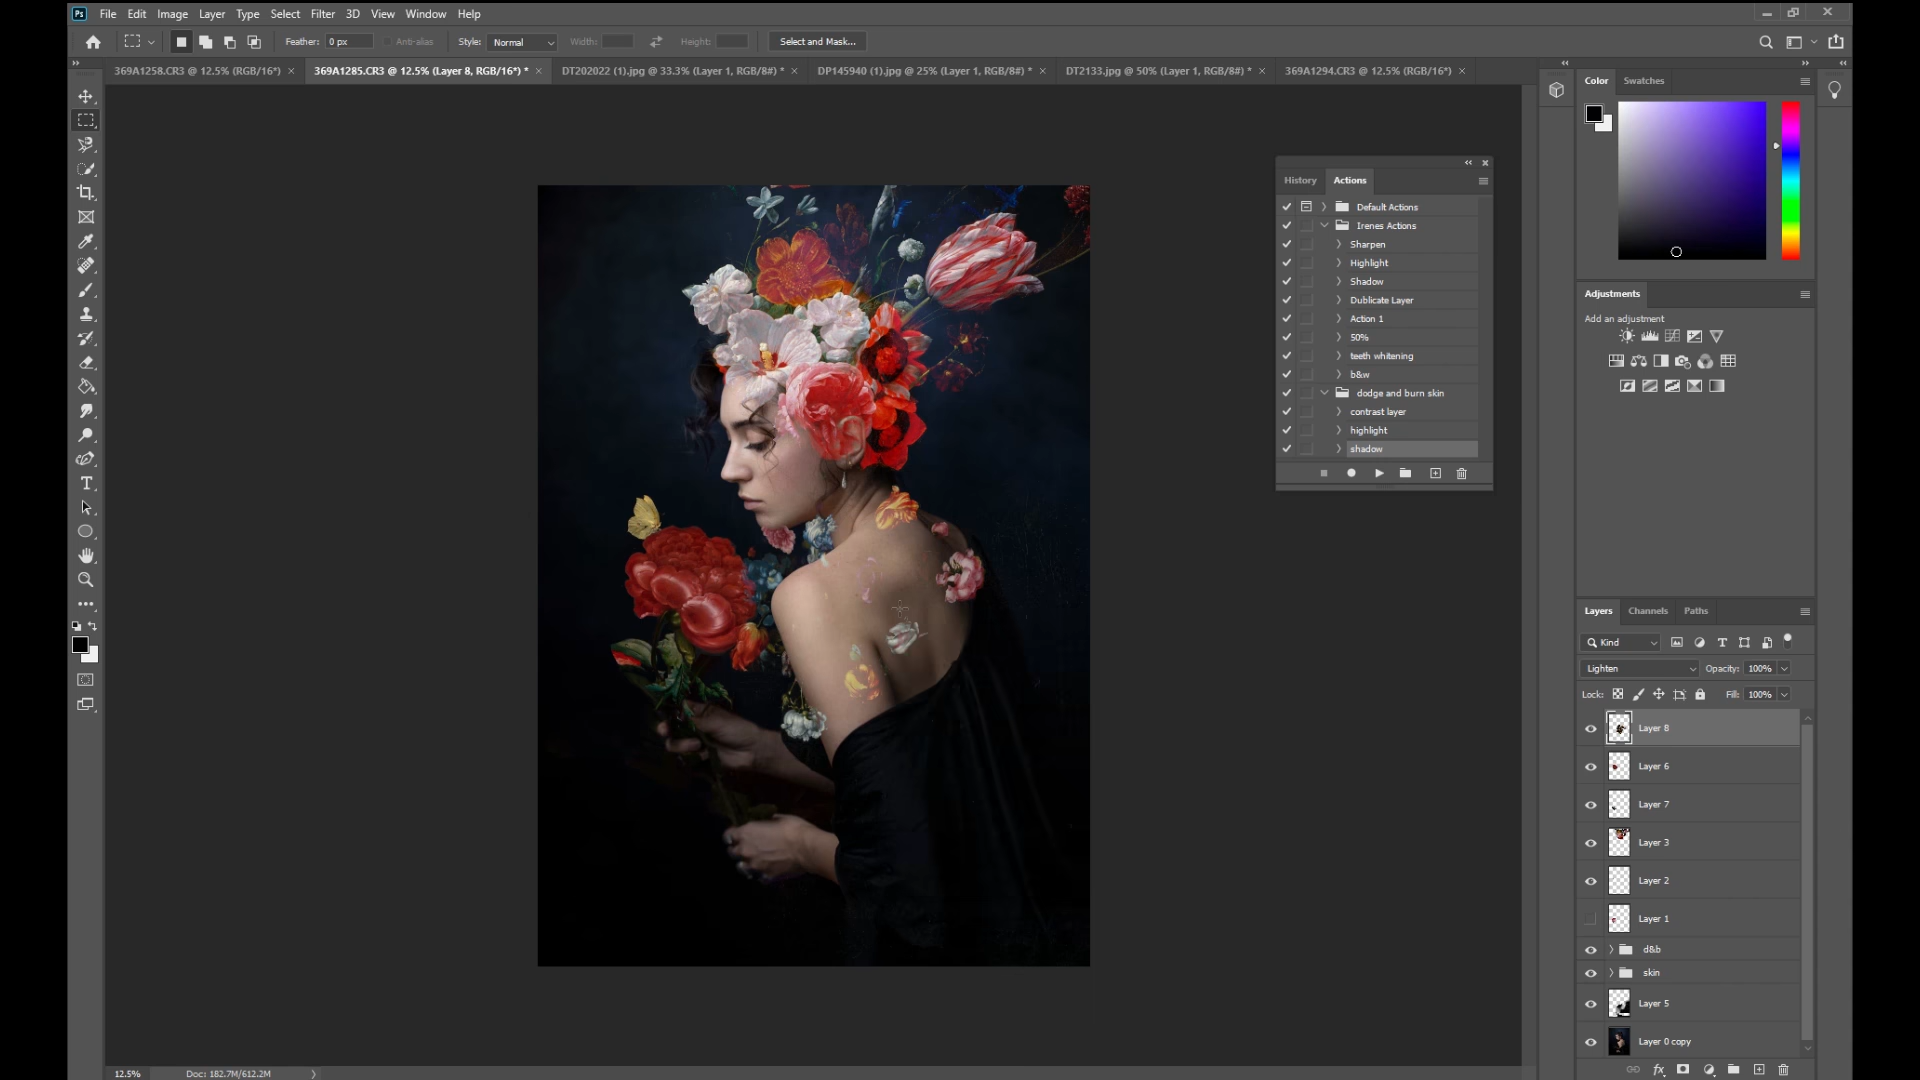 Ps File Edit Image Layer Type Select Filter 3D View Window Help
Feather: 0 px Anti-alias Style: Normal Width: Height: Select and Mask...
369A1258.CR3 @ 12.5% (RGB/16*) × 369A1285.CR3 @ 12.5% (Layer 8, RGB/16*) * × DT202022 (1).jpg @ 33.3% (Layer 1, RGB/8#) * × DP145940 (1).jpg @ 25% (Layer 1, RGB/8#) * × DT2133.jpg @ 50% (Layer 1, RGB/8#) * × 369A1294.CR3 @ 12.5% (RGB/16*) ×
Color Swatches
History Actions
Default Actions
Irenes Actions
Sharpen
Highlight
Shadow
Dublicate Layer
Action 1
50%
teeth whitening
b&w
dodge and burn skin
contrast layer
highlight
shadow
Adjustments
Add an adjustment
Layers Channels Paths
Kind
Lighten Opacity: 100%
Lock: Fill: 100%
Layer 8
Layer 6
Layer 7
Layer 3
Layer 2
Layer 1
d&b
skin
Layer 5
Layer 0 copy
12.5% Doc: 182.7M/612.2M